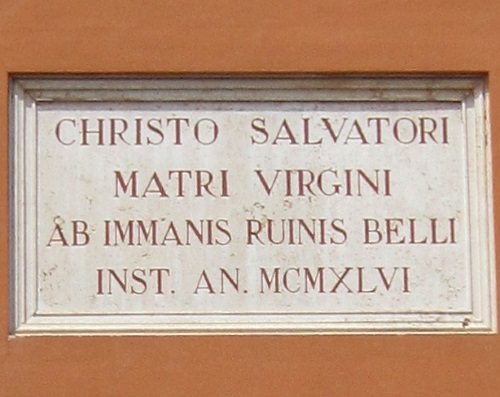 CHRISTO SALVATORI
MATRI VIRGINI
AB IMMANIS RUINIS BELLI
INST. AN. MCMXLVI